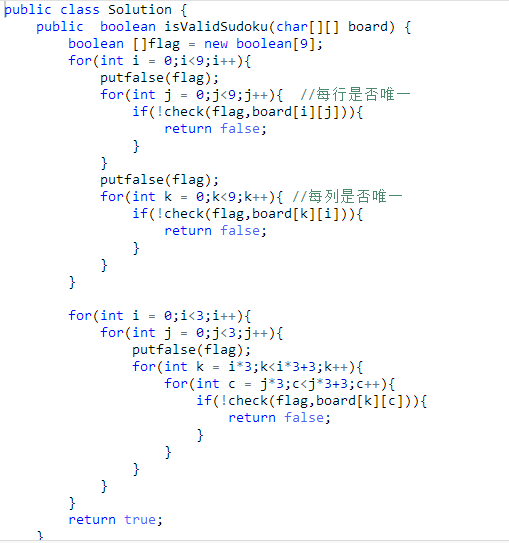 public class Solution {
    public  boolean isValidSudoku(char[][] board) {
        boolean []flag = new boolean[9];
        for(int i = 0;i<9;i++){
            putfalse(flag);
            for(int j = 0;j<9;j++){  //每行是否唯一
                if(!check(flag,board[i][j])){
                    return false;
                }
            }
            putfalse(flag);
            for(int k = 0;k<9;k++){ //每列是否唯一
                if(!check(flag,board[k][i])){
                    return false;
                }
            }
        }

        for(int i = 0;i<3;i++){
            for(int j = 0;j<3;j++){
                putfalse(flag);
                for(int k = i*3;k<i*3+3;k++){
                    for(int c = j*3;c<j*3+3;c++){
                        if(!check(flag,board[k][c])){
                            return false;
                        }
                    }
                }
            }
        }
        return true;
    }